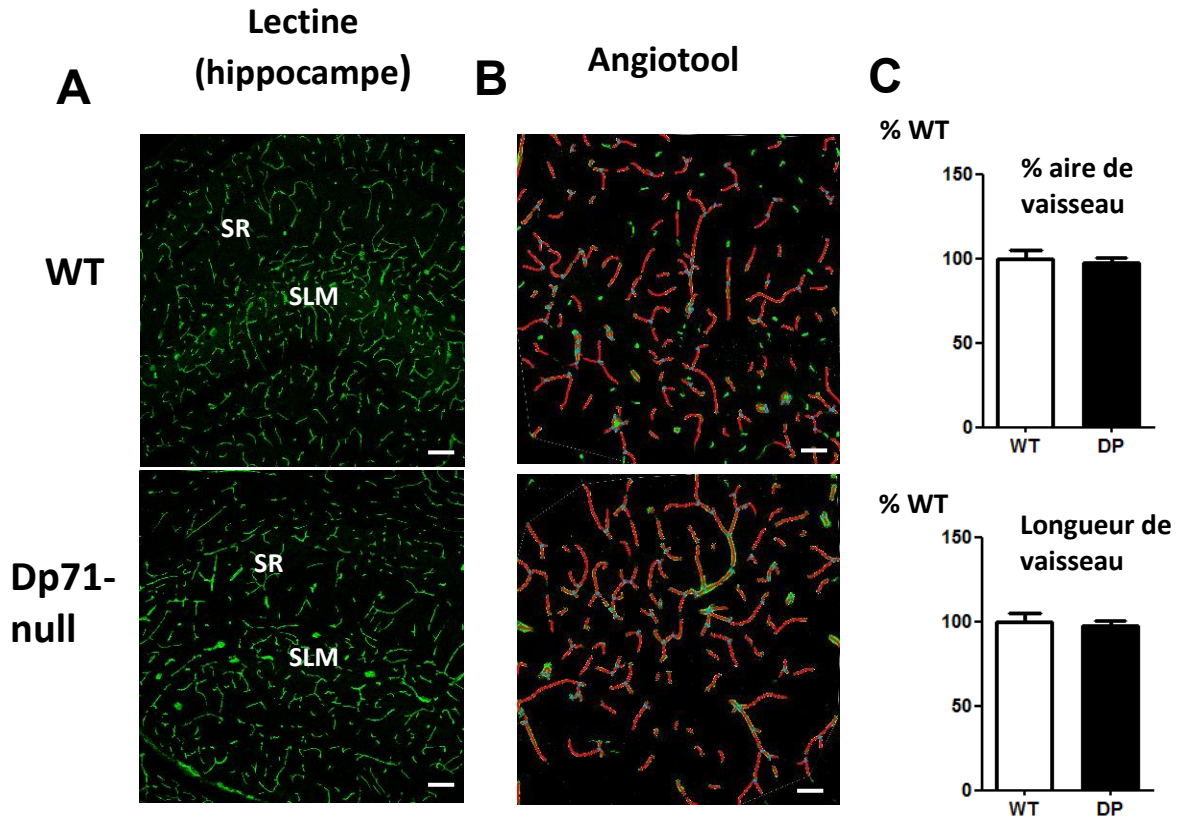 Lectine
(hippocampe)
Angiotool
A
B
C
WT
SR
SLM
Dp71-
null
SR
SLM
% WT
% aire de
vaisseau
150
100
50
0
WT
DP
% WT
Longueur de
vaisseau
150
100
50
0
WT
DP